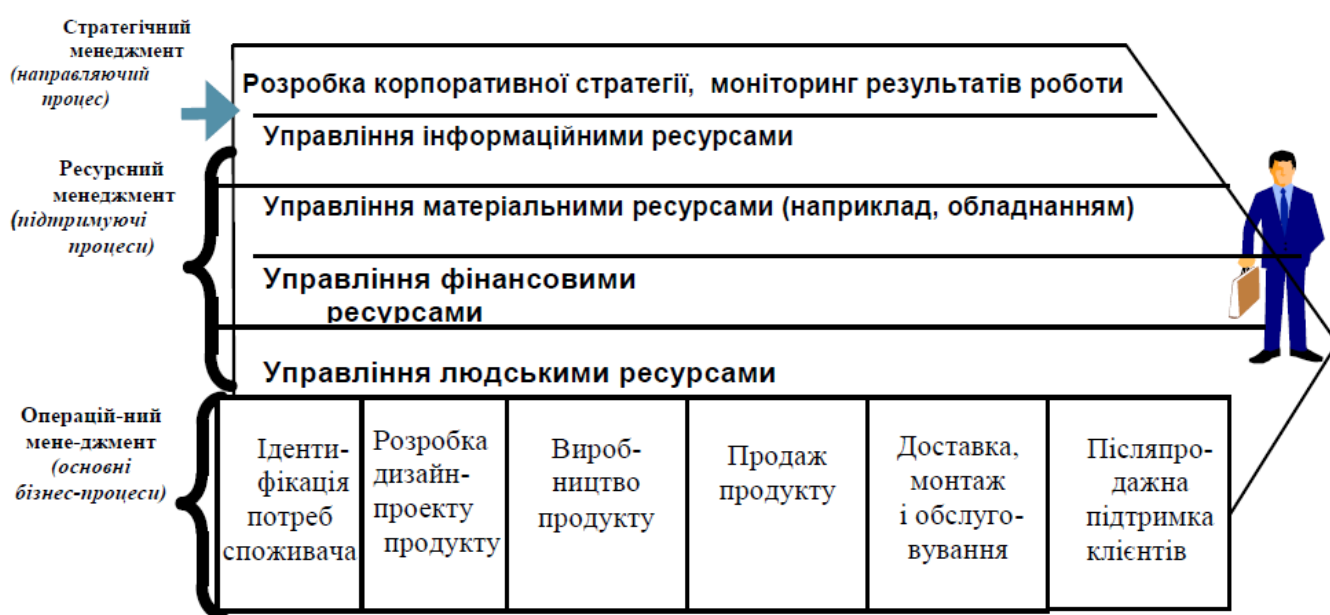 Стратегічний
менеджмент
(направляючий
процес)
Розробка корпоративної стратегії, моніторинг результатів роботи
Управління інформаційними ресурсами
Ресурсний
менеджмент
(підтримуючі
процеси)
Управління матеріальними ресурсами (наприклад, обладнанням)
Управління фінансовими
ресурсами
Управління людськими ресурсами
Операцій-ний
мене-джмент
(основні
бізнес-процеси)
Іденти-
фікація
потреб
споживача
Розробка
дизайн-
проекту
продукту
Вироб-
ництво
продукту
Продаж
продукту
Доставка,
монтаж
і обслуго-
вування
Післяпро-
дажна
підтримка
клієнтів